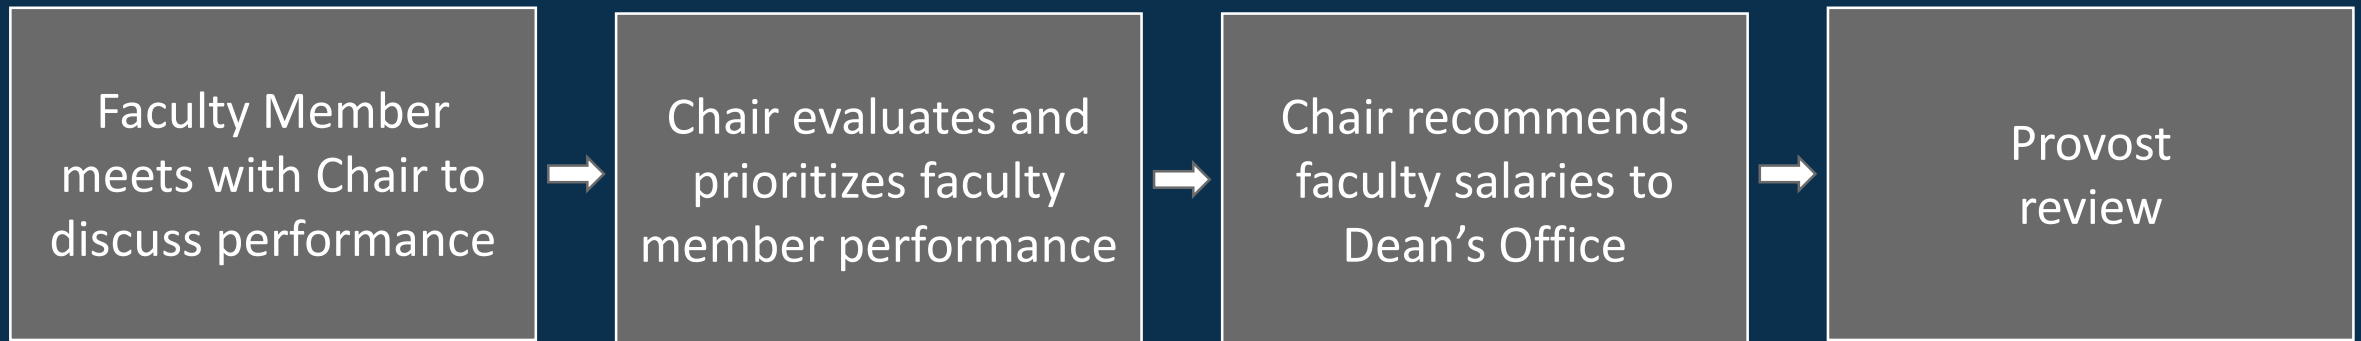 Faculty Member
meets with Chair to
discuss performance
Chair evaluates and
prioritizes faculty
member performance
Chair recommends
faculty salaries to
Dean’s Office
Provost
review